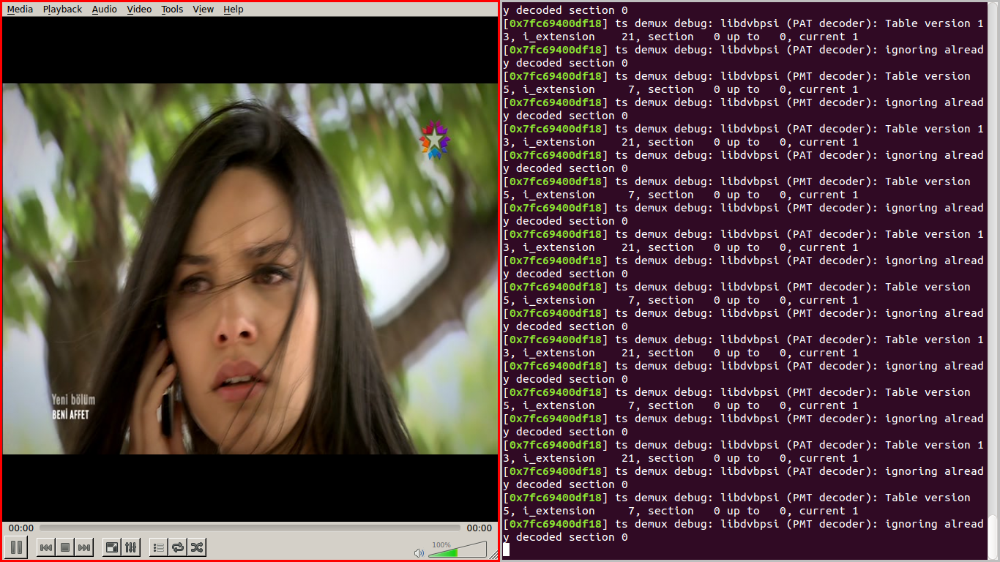 Media Playback Audio Video Tools View Help
Yeni bölüm
BENİ AFFET
00:00 00:00
100%
y decoded section 0
[0x7fc69400df18] ts demux debug: libdvbpsi (PAT decoder): Table version 1
3, i_extension    21, section   0 up to   0, current 1
[0x7fc69400df18] ts demux debug: libdvbpsi (PAT decoder): ignoring alread
y decoded section 0
[0x7fc69400df18] ts demux debug: libdvbpsi (PMT decoder): Table version
5, i_extension     7, section   0 up to   0, current 1
[0x7fc69400df18] ts demux debug: libdvbpsi (PMT decoder): ignoring alread
y decoded section 0
[0x7fc69400df18] ts demux debug: libdvbpsi (PAT decoder): Table version 1
3, i_extension    21, section   0 up to   0, current 1
[0x7fc69400df18] ts demux debug: libdvbpsi (PAT decoder): ignoring alread
y decoded section 0
[0x7fc69400df18] ts demux debug: libdvbpsi (PMT decoder): Table version
5, i_extension     7, section   0 up to   0, current 1
[0x7fc69400df18] ts demux debug: libdvbpsi (PMT decoder): ignoring alread
y decoded section 0
[0x7fc69400df18] ts demux debug: libdvbpsi (PAT decoder): Table version 1
3, i_extension    21, section   0 up to   0, current 1
[0x7fc69400df18] ts demux debug: libdvbpsi (PAT decoder): ignoring alread
y decoded section 0
[0x7fc69400df18] ts demux debug: libdvbpsi (PMT decoder): Table version
5, i_extension     7, section   0 up to   0, current 1
[0x7fc69400df18] ts demux debug: libdvbpsi (PMT decoder): ignoring alread
y decoded section 0
[0x7fc69400df18] ts demux debug: libdvbpsi (PAT decoder): Table version 1
3, i_extension    21, section   0 up to   0, current 1
[0x7fc69400df18] ts demux debug: libdvbpsi (PAT decoder): ignoring alread
y decoded section 0
[0x7fc69400df18] ts demux debug: libdvbpsi (PMT decoder): Table version
5, i_extension     7, section   0 up to   0, current 1
[0x7fc69400df18] ts demux debug: libdvbpsi (PMT decoder): ignoring alread
y decoded section 0
[0x7fc69400df18] ts demux debug: libdvbpsi (PAT decoder): Table version 1
3, i_extension    21, section   0 up to   0, current 1
[0x7fc69400df18] ts demux debug: libdvbpsi (PAT decoder): ignoring alread
y decoded section 0
[0x7fc69400df18] ts demux debug: libdvbpsi (PMT decoder): Table version
5, i_extension     7, section   0 up to   0, current 1
[0x7fc69400df18] ts demux debug: libdvbpsi (PMT decoder): ignoring alread
y decoded section 0